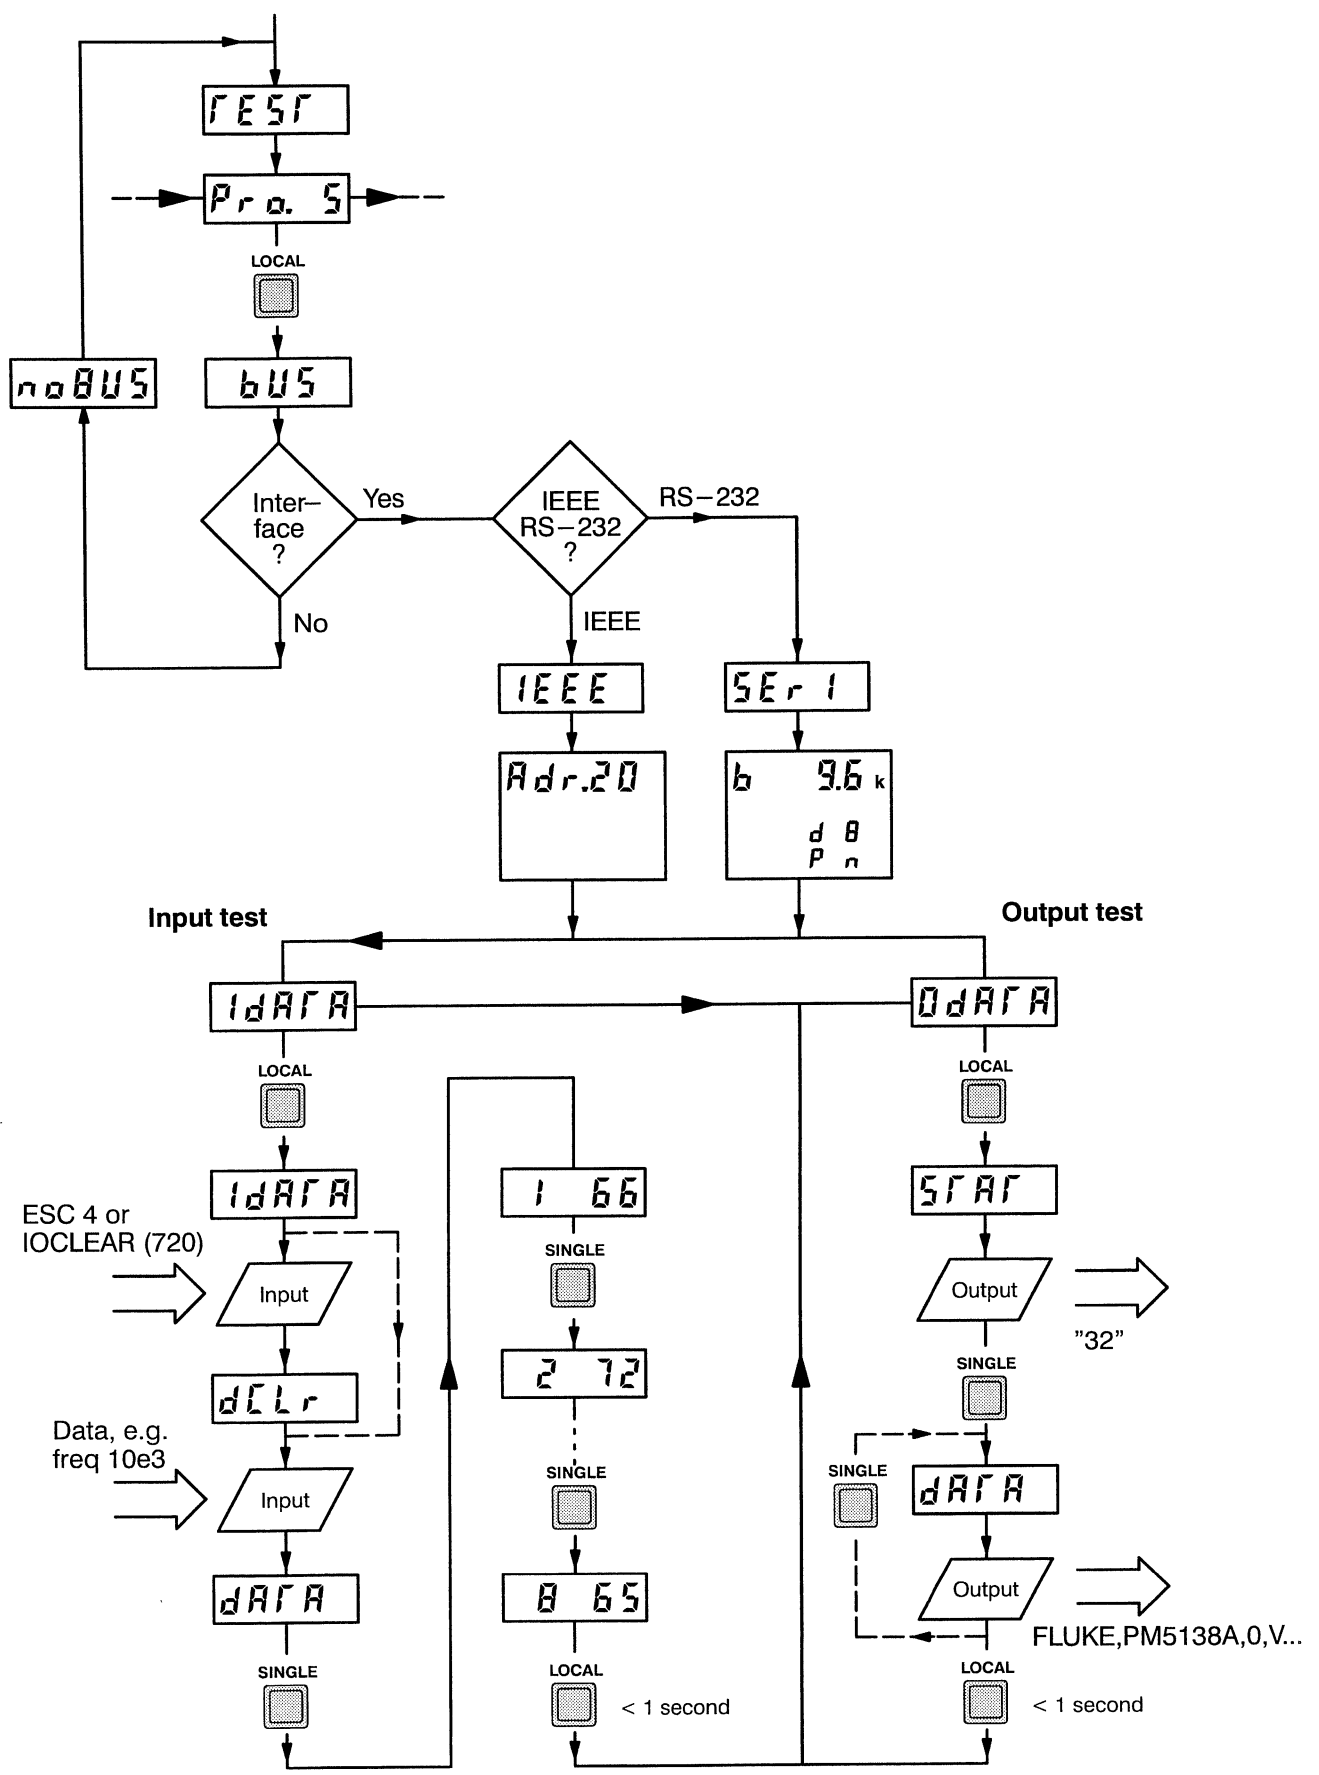 TEST
Pro. S
LOCAL
noBUS
bUS
Inter–
face
?
Yes
No
IEEE
RS–232
?
RS–232
IEEE
IEEE
SEr I
Adr.20
b 9.6 k
d 8
P n
Input test
Output test
IdATA
OdATA
LOCAL
LOCAL
IdATA
1 66
STAT
ESC 4 or
IOCLEAR (720)
Input
SINGLE
Output
"32"
2 72
SINGLE
dCLr
Data, e.g.
freq 10e3
Input
SINGLE
SINGLE
dATA
dATA
8 65
Output
FLUKE,PM5138A,0,V...
SINGLE
LOCAL
< 1 second
LOCAL
< 1 second